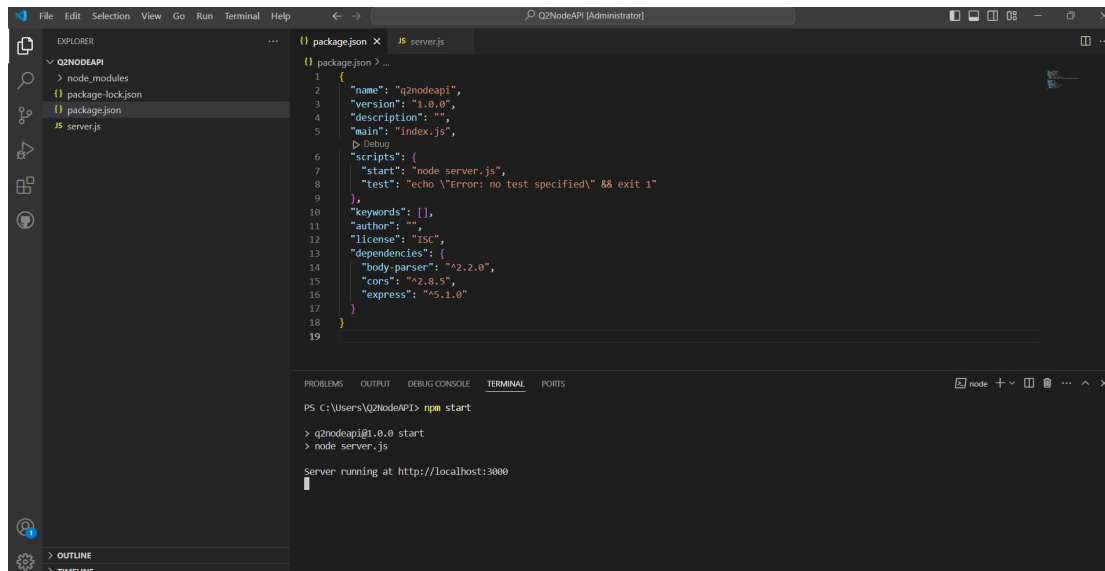 File Edit Selection View Go Run Terminal Help
Q2NodeAPI [Administrator]
EXPLORER
Q2NODEAPI
node_modules
{} package-lock.json
{} package.json
JS server.js
OUTLINE
TIMELINE
1
{} package.json JS server.js
{} package.json > ...
1 {
2 "name": "q2nodeapi",
3 "version": "1.0.0",
4 "description": "",
5 "main": "index.js",
Debug
6 "scripts": {
7 "start": "node server.js",
8 "test": "echo \"Error: no test specified\" && exit 1"
9 },
10 "keywords": [],
11 "author": "",
12 "license": "ISC",
13 "dependencies": {
14 "body-parser": "^2.2.0",
15 "cors": "^2.8.5",
16 "express": "^5.1.0"
17 }
18 }
19
PROBLEMS OUTPUT DEBUG CONSOLE TERMINAL PORTS
node
PS C:\Users\Q2NodeAPI> npm start
> q2nodeapi@1.0.0 start
> node server.js
Server running at http://localhost:3000